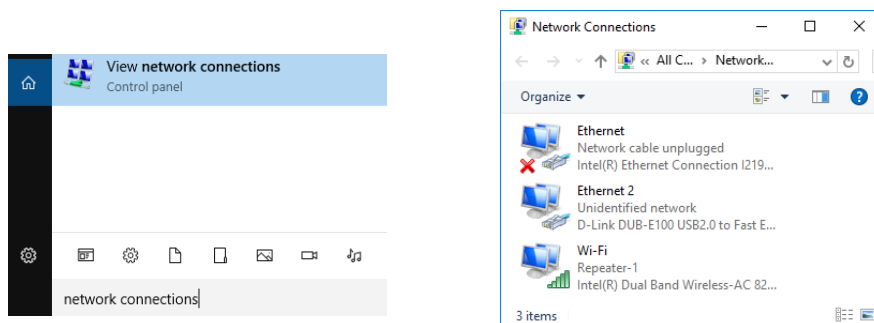 View network connections
Control panel
network connections
Network Connections
« All C... › Network...
Organize
Ethernet
Network cable unplugged
Intel(R) Ethernet Connection I219...
Ethernet 2
Unidentified network
D-Link DUB-E100 USB2.0 to Fast E...
Wi-Fi
Repeater-1
Intel(R) Dual Band Wireless-AC 82...
3 items